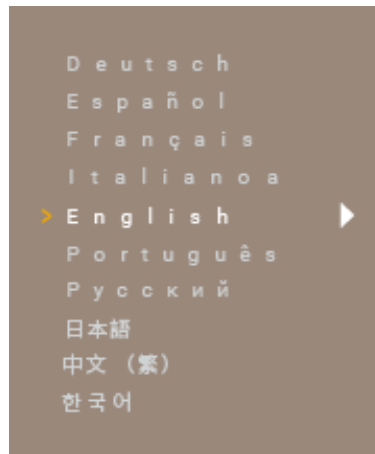 Deutsch
Español
Français
Italianoa
> English
Português
Русский
日本語
中文 （繁）
한국어